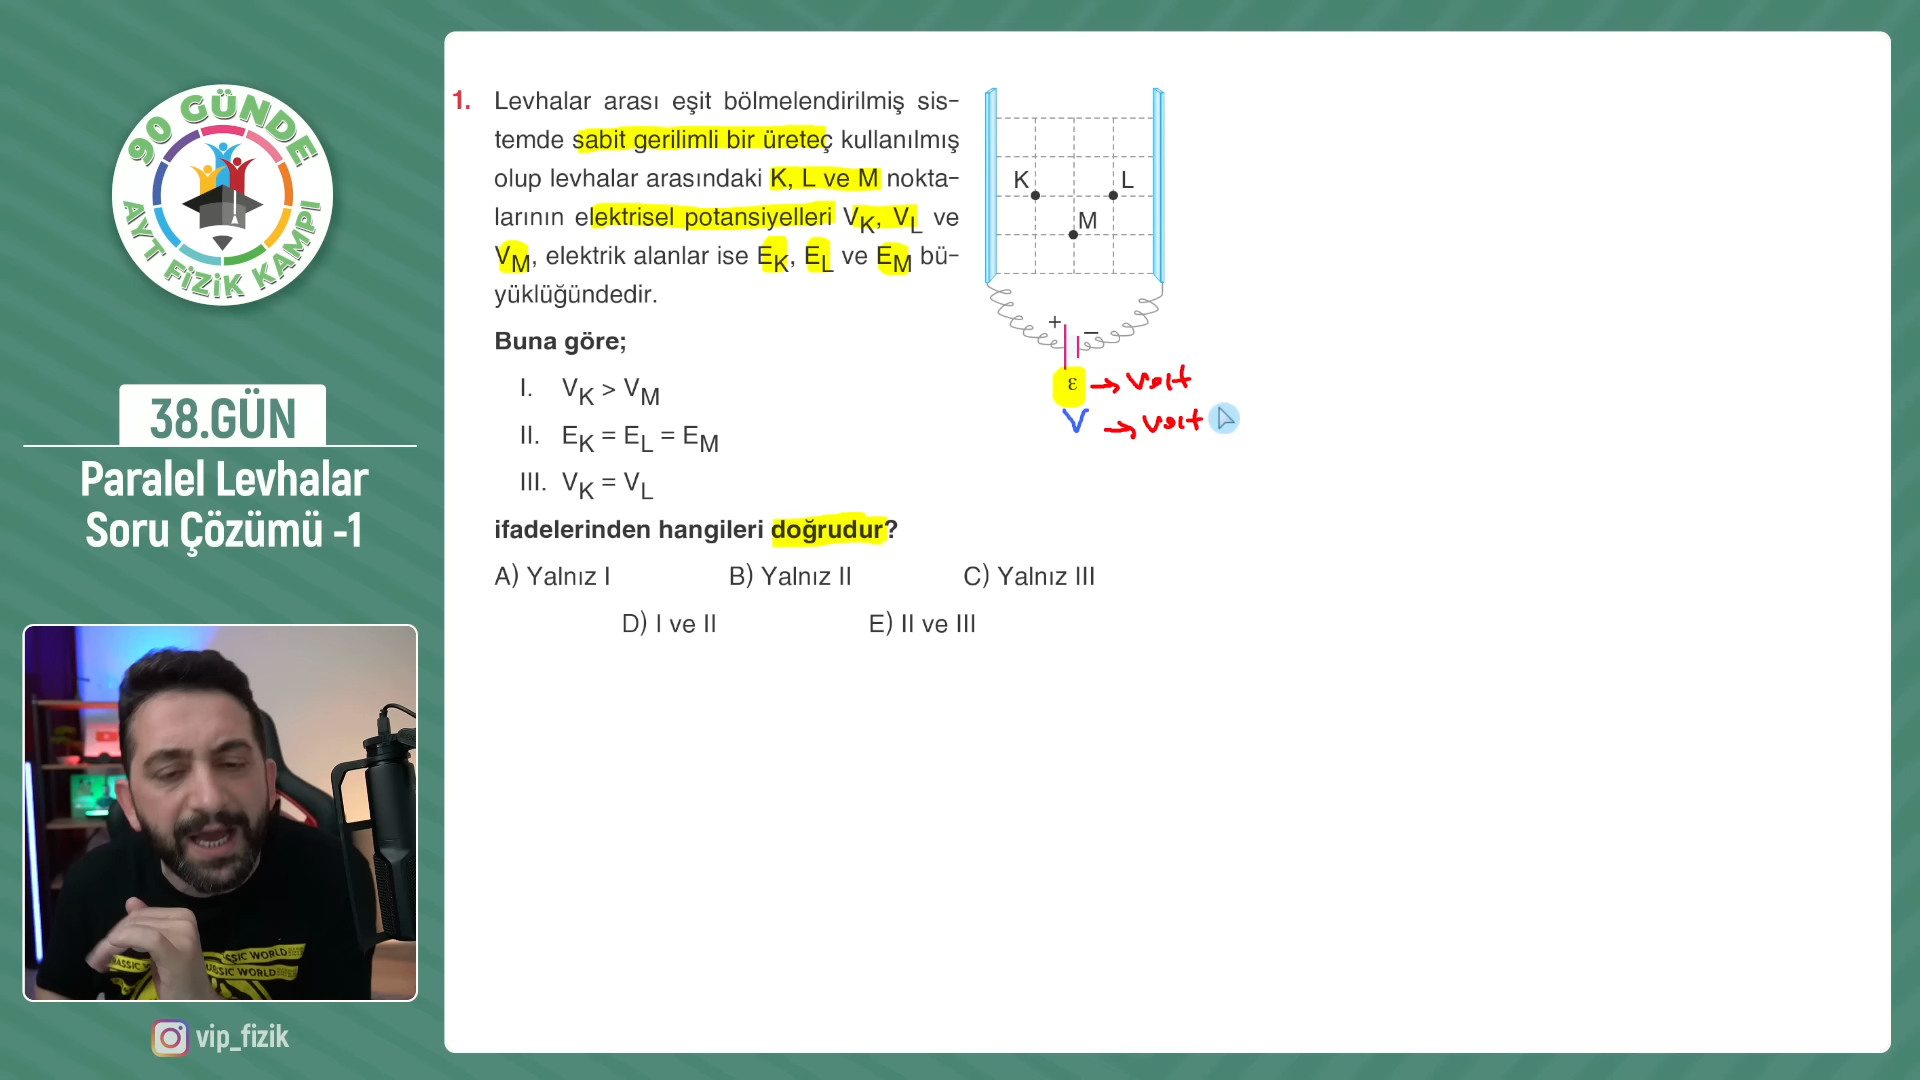 90 GÜNDE
AYT FİZİK KAMPI
38.GÜN
Paralel Levhalar
Soru Çözümü -1
vip_fizik
1. Levhalar arası eşit bölmelendirilmiş sis-
temde sabit gerilimli bir üreteç kullanılmış
olup levhalar arasındaki K, L ve M nokta-
larının elektrisel potansiyelleri VK, VL ve
VM, elektrik alanlar ise EK, EL ve EM bü-
yüklüğündedir.
Buna göre;
I. VK > VM
II. EK = EL = EM
III. VK = VL
ifadelerinden hangileri doğrudur?
A) Yalnız I B) Yalnız II C) Yalnız III
D) I ve II E) II ve III
K L
M
+ −
ε → volt
V → volt